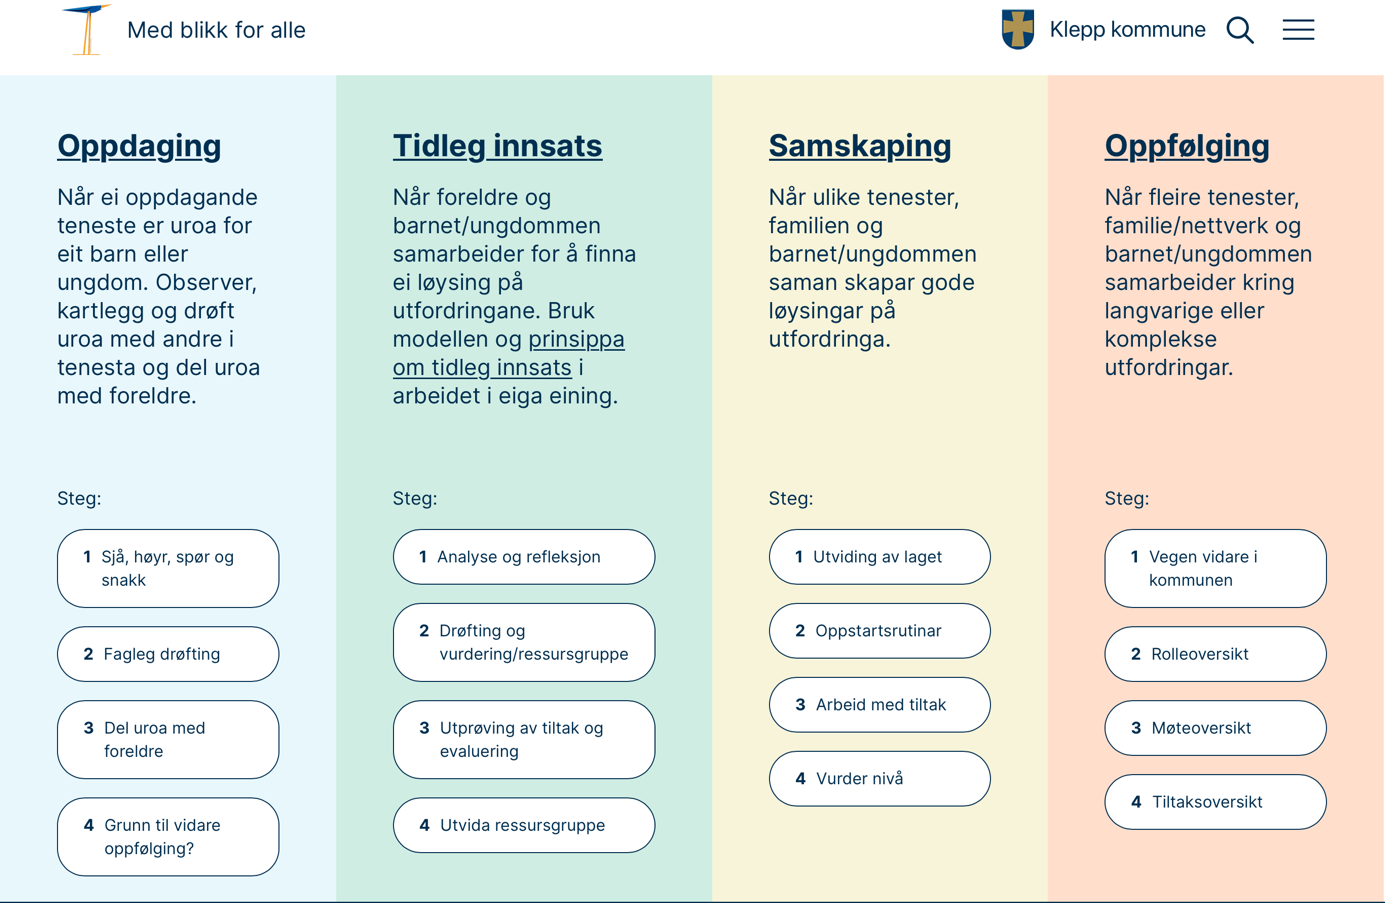 Med blikk for alle
Klepp kommune
Oppdaging
Når ei oppdagande
teneste er uroa for
eit barn eller
ungdom. Observer,
kartlegg og drøft
uroa med andre i
tenesta og del uroa
med foreldre.
Steg:
1 Sjå, høyr, spør og
snakk
2 Fagleg drøfting
3 Del uroa med
foreldre
4 Grunn til vidare
oppfølging?
Tidleg innsats
Når foreldre og
barnet/ungdommen
samarbeider for å finna
ei løysing på
utfordringane. Bruk
modellen og prinsippa
om tidleg innsats i
arbeidet i eiga eining.
Steg:
1 Analyse og refleksjon
2 Drøfting og
vurdering/ressursgruppe
3 Utprøving av tiltak og
evaluering
4 Utvida ressursgruppe
Samskaping
Når ulike tenester,
familien og
barnet/ungdommen
saman skapar gode
løysingar på
utfordringa.
Steg:
1 Utviding av laget
2 Oppstartsrutinar
3 Arbeid med tiltak
4 Vurder nivå
Oppfølging
Når fleire tenester,
familie/nettverk og
barnet/ungdommen
samarbeider kring
langvarige eller
komplekse
utfordringar.
Steg:
1 Vegen vidare i
kommunen
2 Rolleoversikt
3 Møteoversikt
4 Tiltaksoversikt